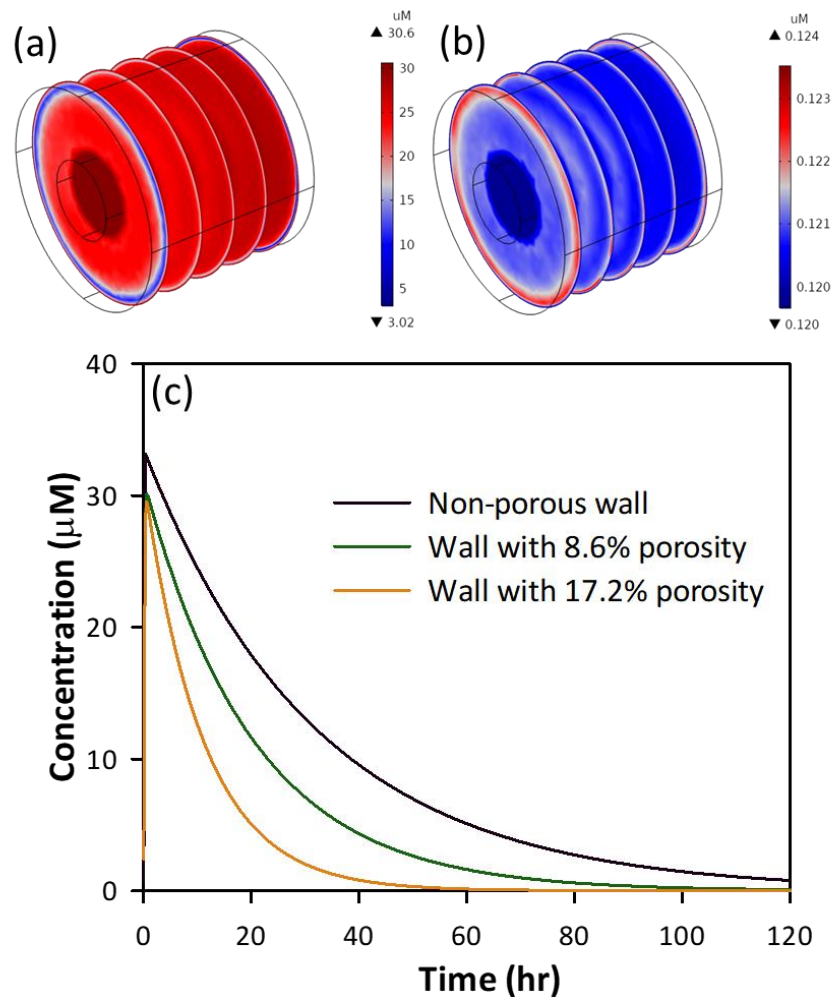 (a)
uM
▲ 30.6
30
25
20
15
10
5
▼ 3.02
(b)
uM
▲ 0.124
0.123
0.122
0.121
0.120
▼ 0.120
(c)
Concentration (μM)
40
30
20
10
0
Non-porous wall
Wall with 8.6% porosity
Wall with 17.2% porosity
0 20 40 60 80 100 120
Time (hr)